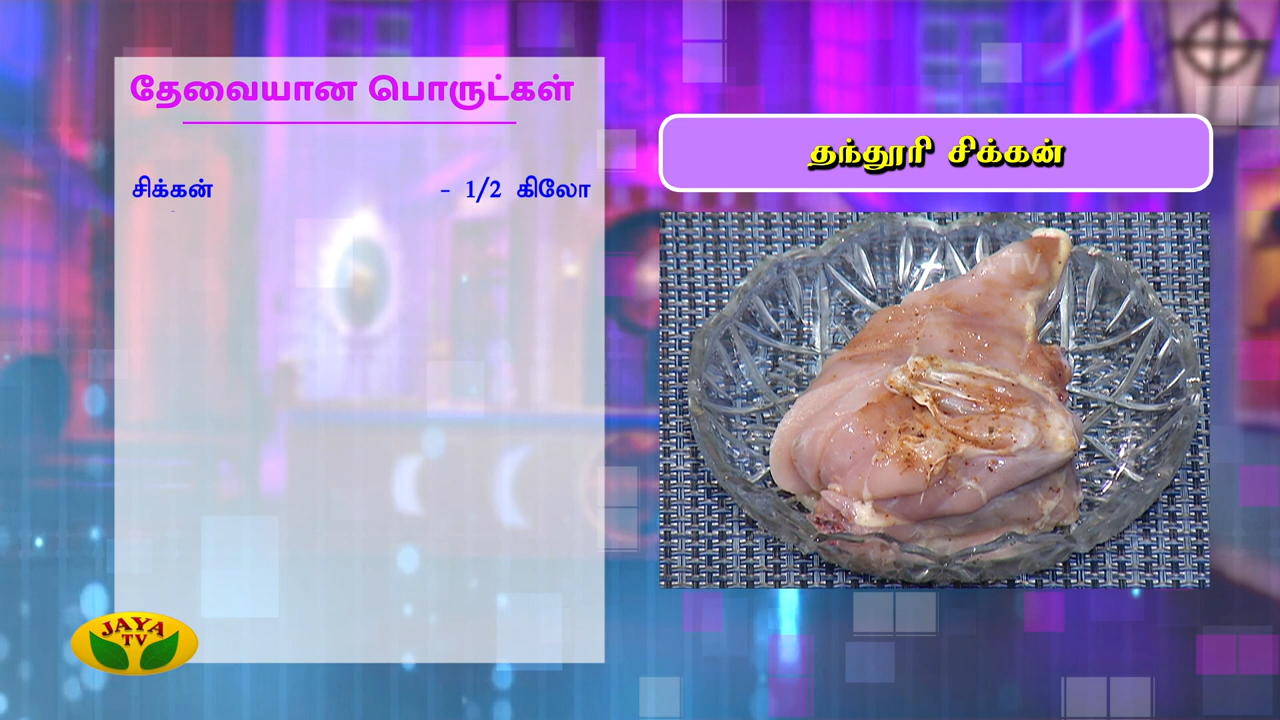 தேவையான பொருட்கள்
சிக்கன் - 1/2 கிலோ
தந்தூரி சிக்கன்
JAYA
TV